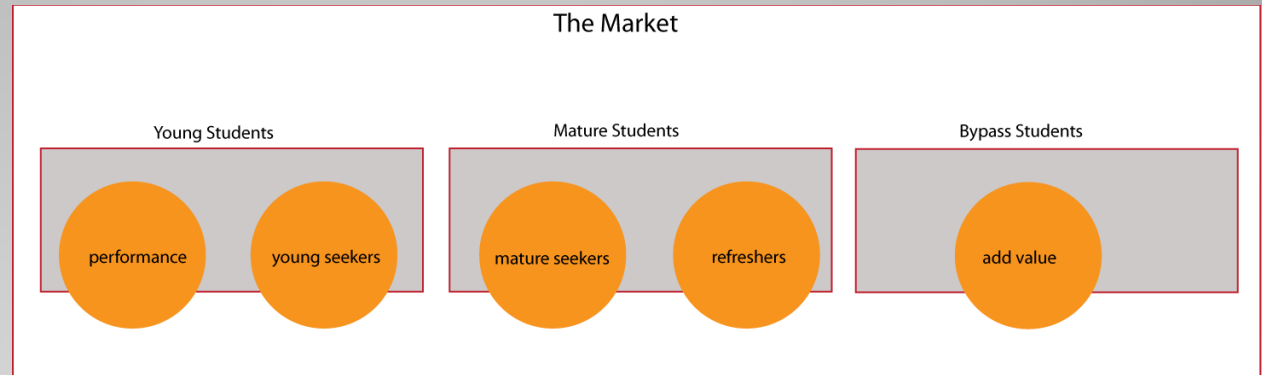 The Market
Young Students
Mature Students
Bypass Students
performance
young seekers
mature seekers
refreshers
add value